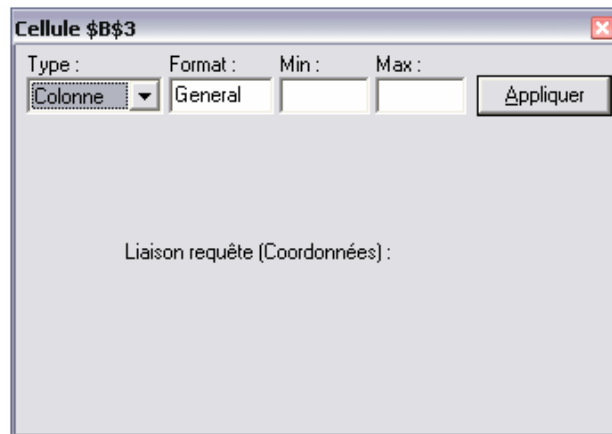 Cellule $B$3
Type : Format : Min : Max :
Colonne General Appliquer
Liaison requête (Coordonnées) :